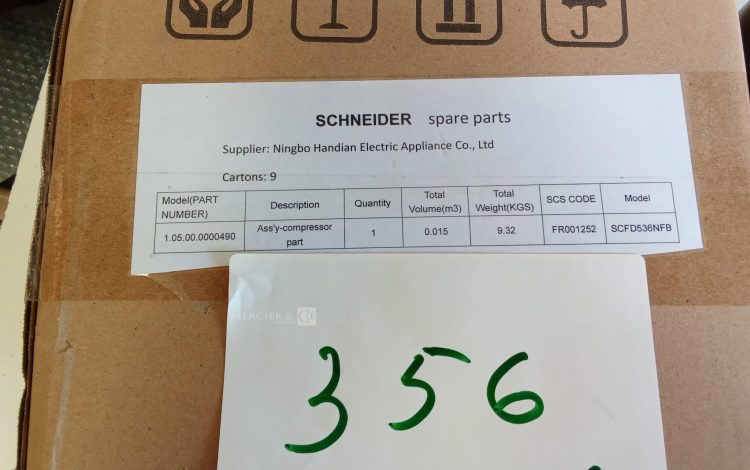 SCHNEIDER spare parts
Supplier: Ningbo Handian Electric Appliance Co., Ltd
Cartons: 9
Model(PART NUMBER) Description Quantity Total Volume(m3) Total Weight(KGS) SCS CODE Model
1.05.00.0000490 Ass'y-compressor part 1 0.015 9.32 FR001252 SCFD536NFB
MERCIER & CIE
356